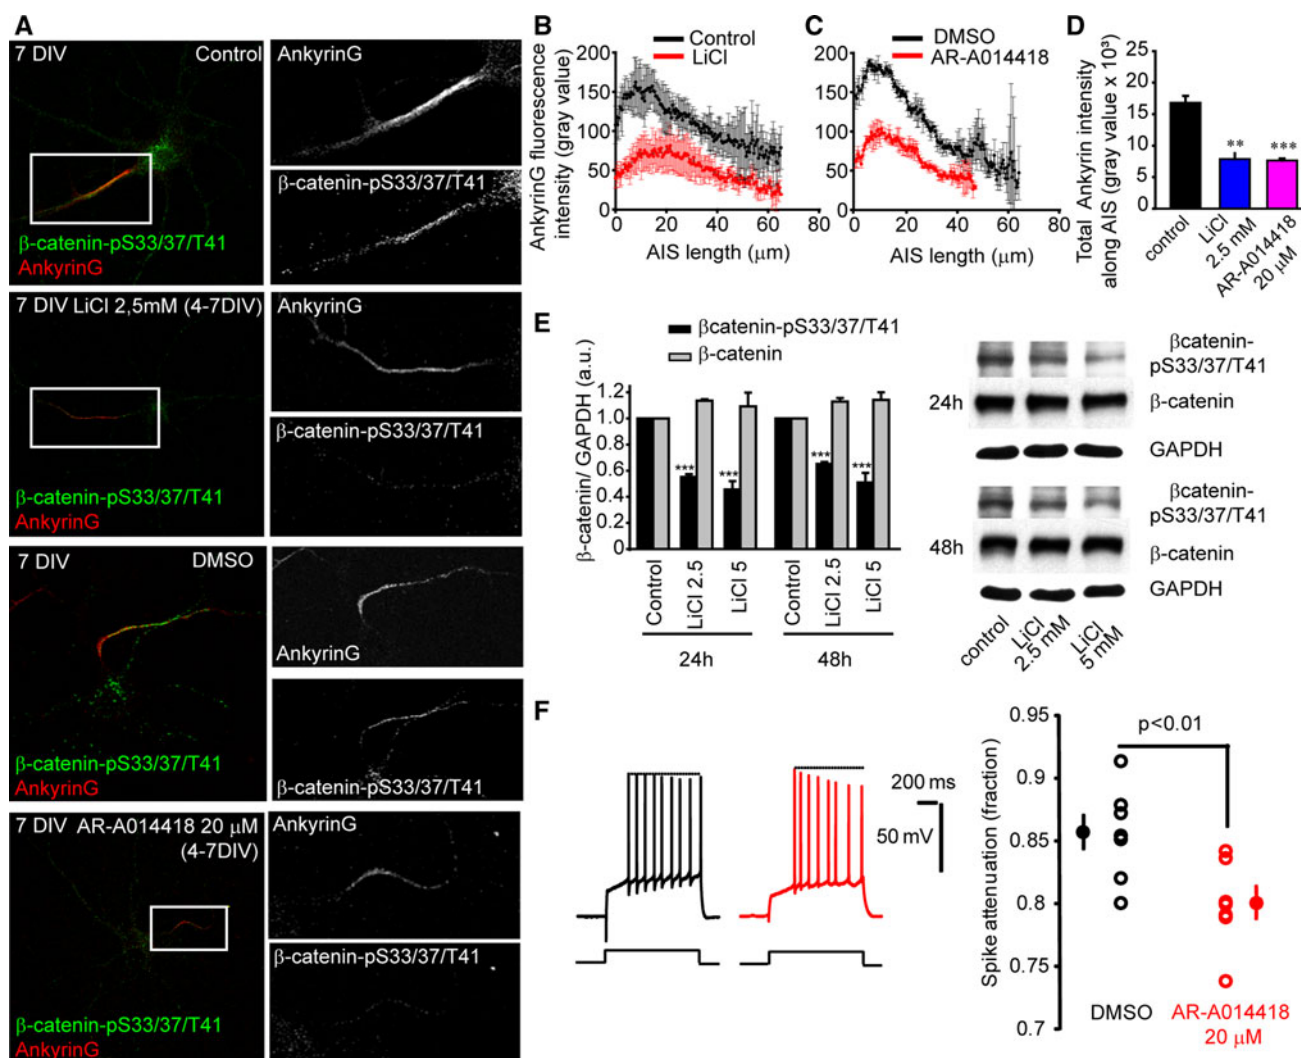 A
7 DIV
Control
β-catenin-pS33/37/T41
AnkyrinG
AnkyrinG
β-catenin-pS33/37/T41
7 DIV LiCl 2,5mM (4-7DIV)
β-catenin-pS33/37/T41
AnkyrinG
AnkyrinG
β-catenin-pS33/37/T41
7 DIV
DMSO
β-catenin-pS33/37/T41
AnkyrinG
AnkyrinG
β-catenin-pS33/37/T41
7 DIV AR-A014418 20 μM
(4-7DIV)
β-catenin-pS33/37/T41
AnkyrinG
AnkyrinG
β-catenin-pS33/37/T41
B
Control
LiCl
AnkyrinG fluorescence
intensity (gray value)
200
150
100
50
0
0 20 40 60 80
AIS length (μm)
C
DMSO
AR-A014418
200
150
100
50
0
0 20 40 60 80
AIS length (μm)
D
Total Ankyrin intensity
along AIS (gray value x 10³)
25
20
15
10
5
0
** ***
control
LiCl
2.5 mM
AR-A014418
20 μM
E
βcatenin-pS33/37/T41
β-catenin
β-catenin/ GAPDH (a.u.)
1.2
1
0.8
0.6
0.4
0.2
0
*** *** *** ***
Control
LiCl 2.5
LiCl 5
Control
LiCl 2.5
LiCl 5
24h
48h
βcatenin-
pS33/37/T41
24h
β-catenin
GAPDH
βcatenin-
pS33/37/T41
48h
β-catenin
GAPDH
control
LiCl
2.5 mM
LiCl
5 mM
F
200 ms
50 mV
Spike attenuation (fraction)
0.95
0.9
0.85
0.8
0.75
0.7
p<0.01
DMSO
AR-A014418
20 μM